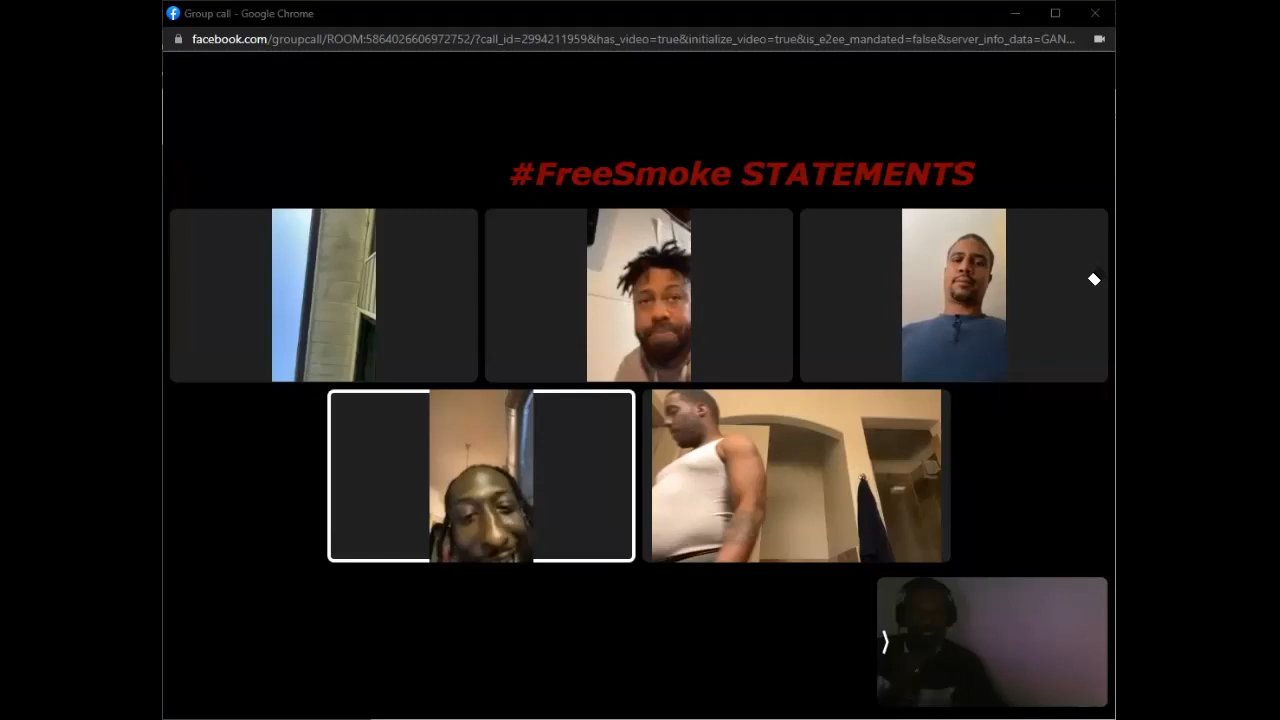 Group call - Google Chrome
facebook.com/groupcall/ROOM:5864026606972752/?call_id=2994211959&has_video=true&initialize_video=true&is_e2ee_mandated=false&server_info_data=GAN...
#FreeSmoke STATEMENTS